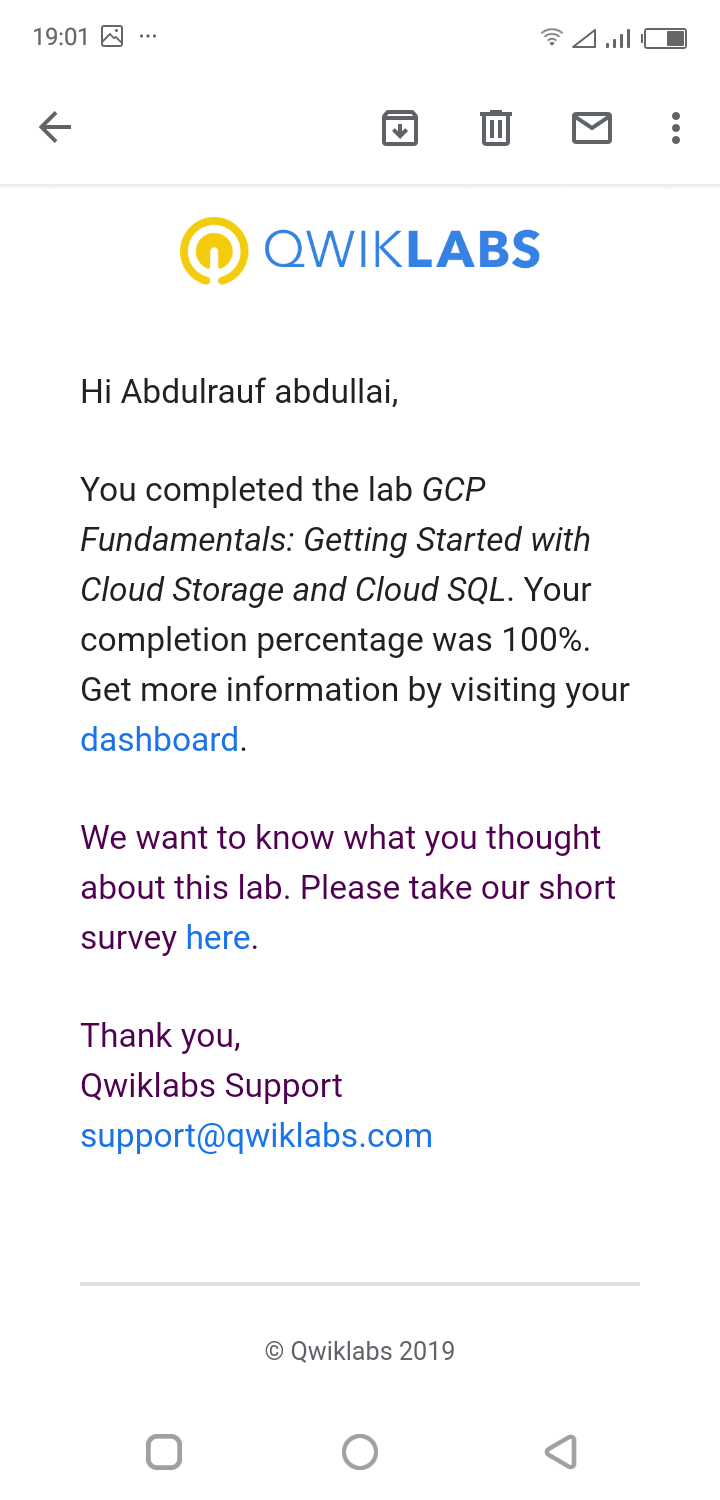 19:01
QWIKLABS
Hi Abdulrauf abdullai,
You completed the lab GCP
Fundamentals: Getting Started with
Cloud Storage and Cloud SQL. Your
completion percentage was 100%.
Get more information by visiting your
dashboard.
We want to know what you thought
about this lab. Please take our short
survey here.
Thank you,
Qwiklabs Support
support@qwiklabs.com
© Qwiklabs 2019